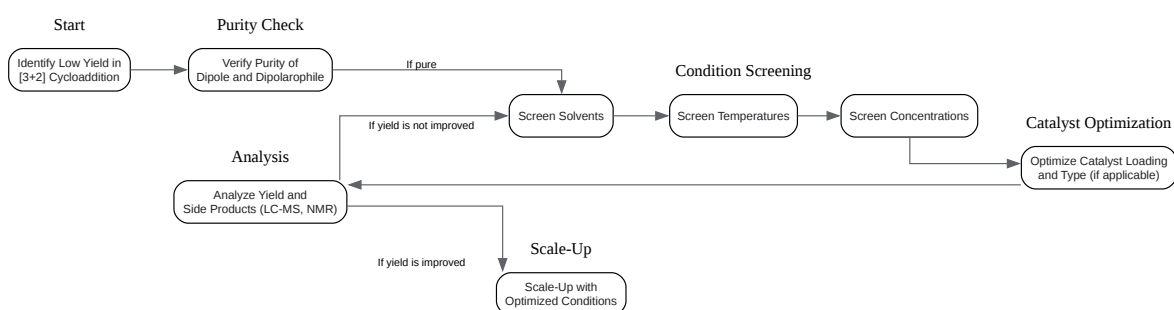 Start
Identify Low Yield in
[3+2] Cycloaddition
Purity Check
Verify Purity of
Dipole and Dipolarophile
If pure
Condition Screening
Screen Solvents
Screen Temperatures
Screen Concentrations
If yield is not improved
Catalyst Optimization
Optimize Catalyst Loading
and Type (if applicable)
Analysis
Analyze Yield and
Side Products (LC-MS, NMR)
If yield is improved
Scale-Up
Scale-Up with
Optimized Conditions